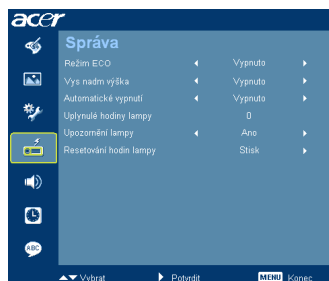 acer
Správa
Režim ECO Vypnuto
Vys nadm výška Vypnuto
Automatické vypnutí Vypnuto
Uplynulé hodiny lampy 0
Upozornění lampy Ano
Resetování hodin lampy Stisk
ABC
Vybrat Potvrdit MENU Konec